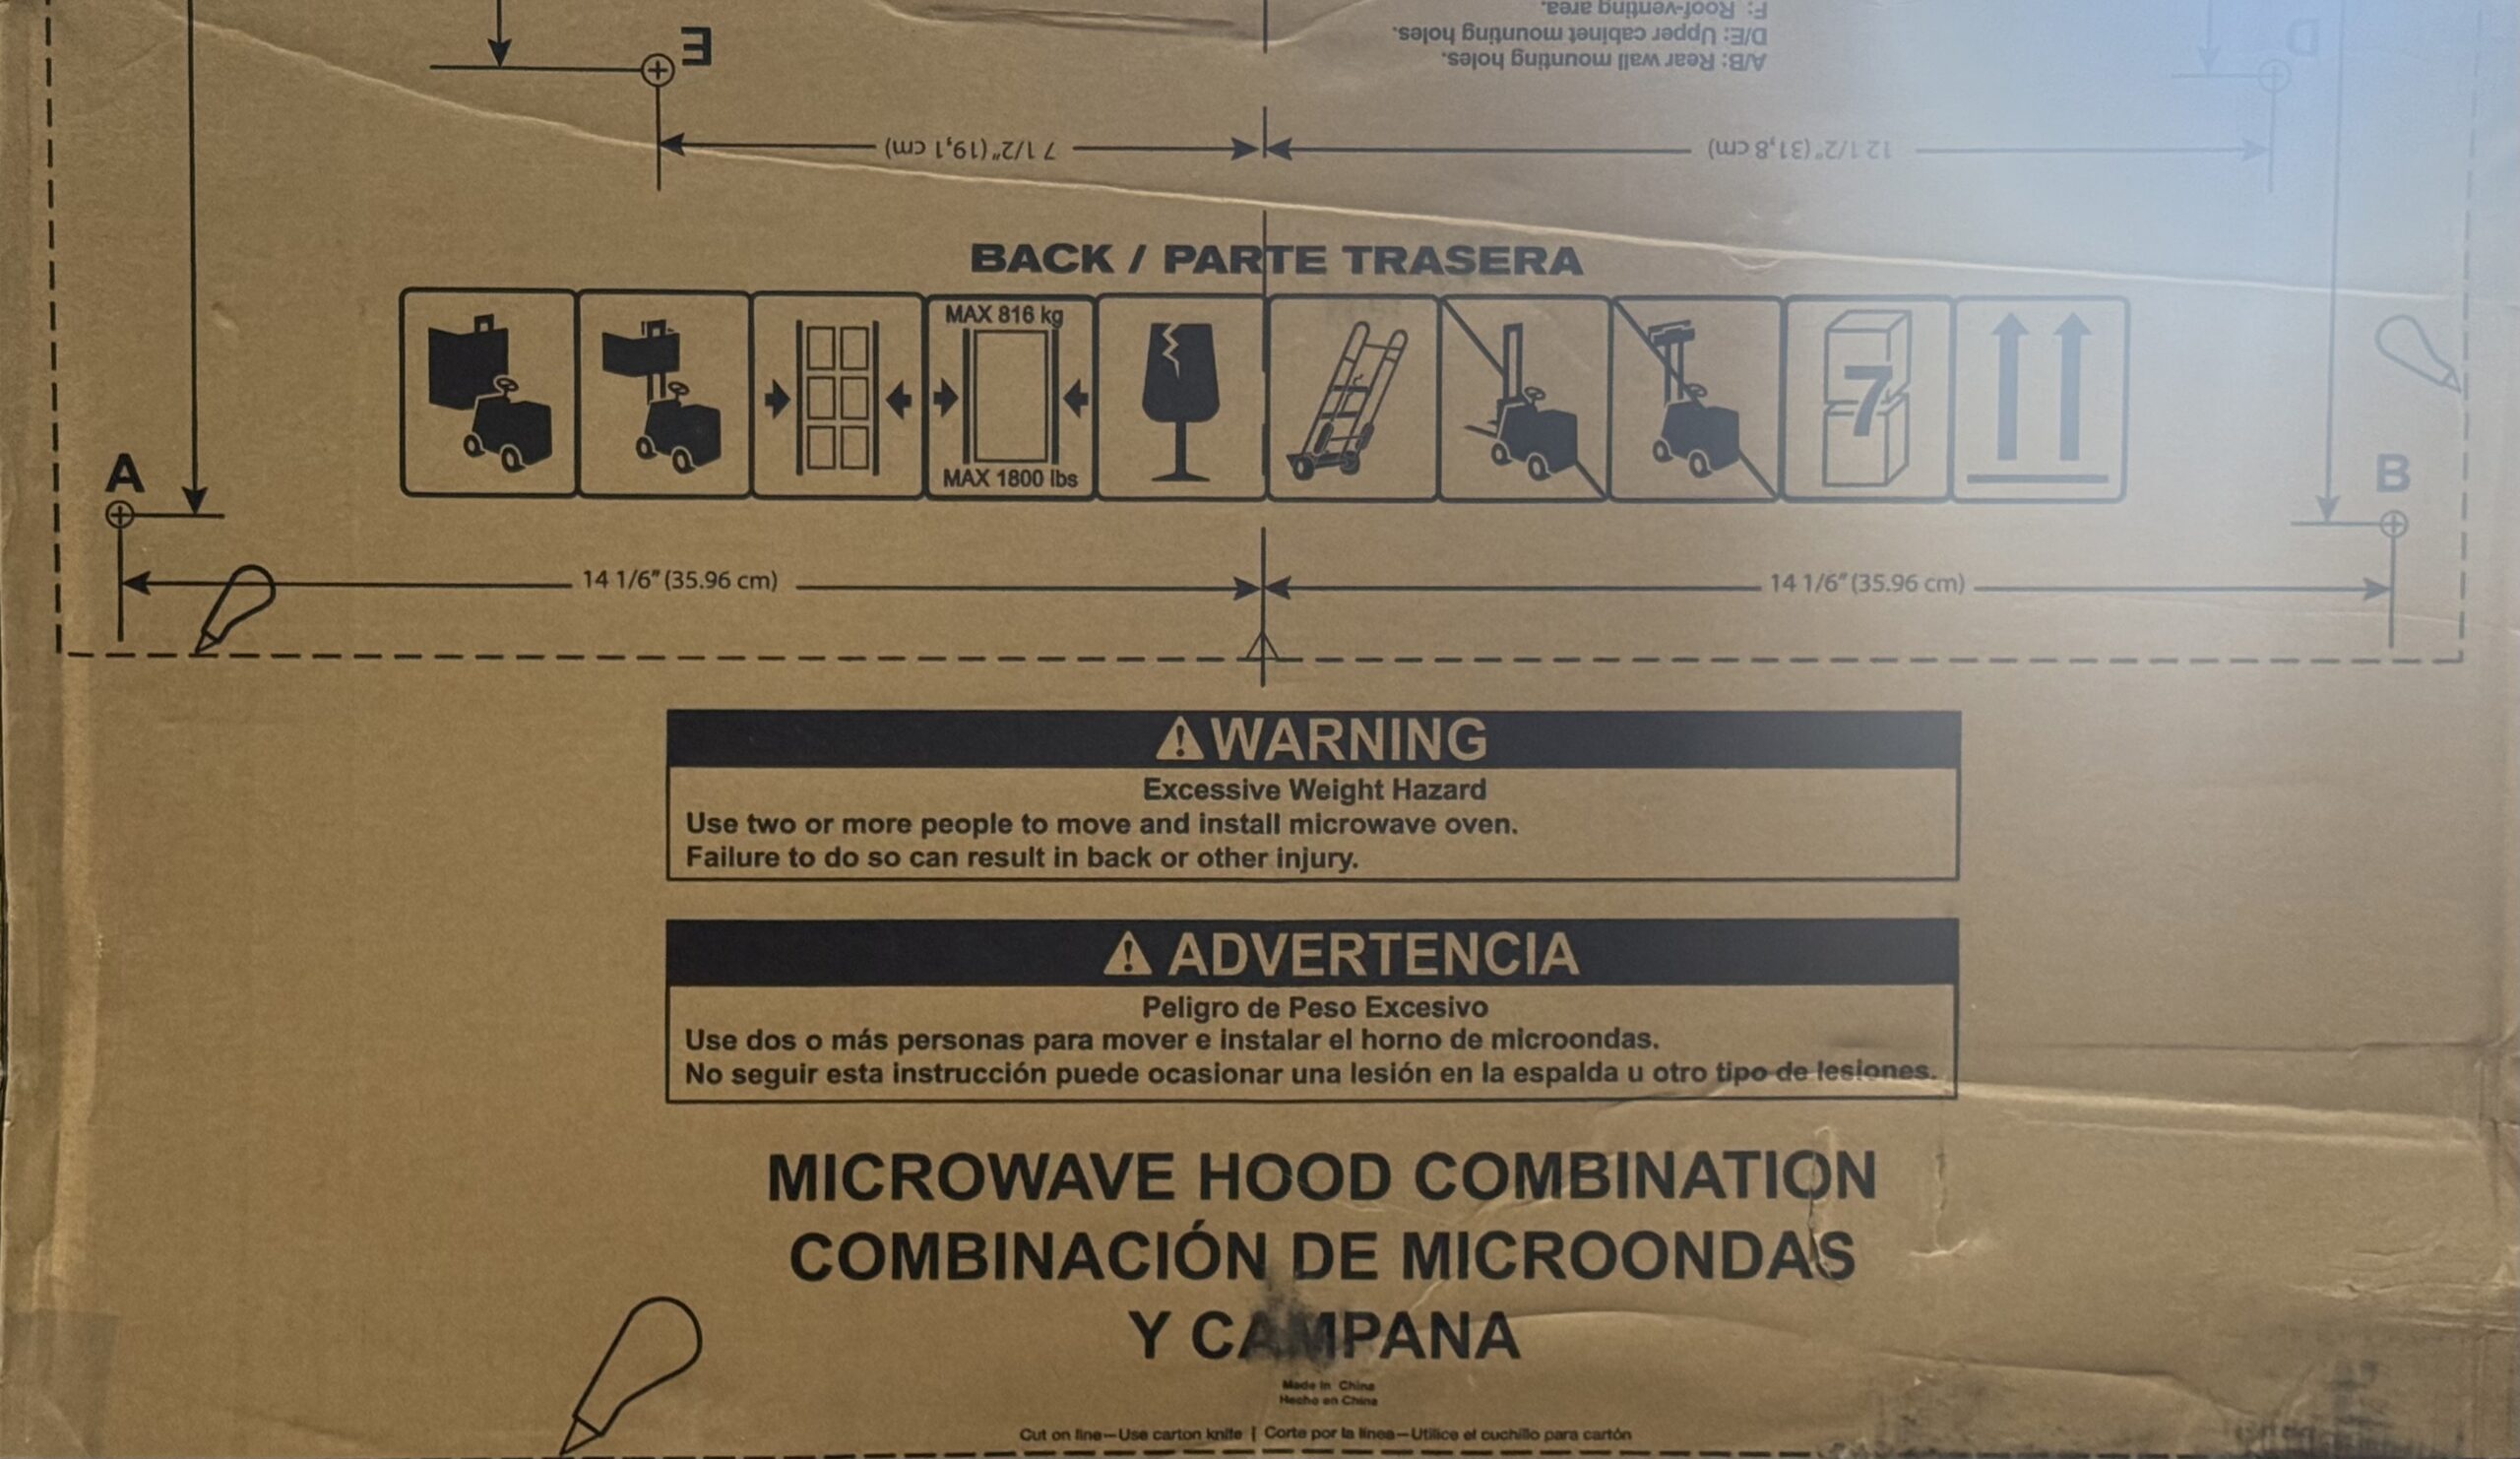 E
D
F: Roof-venting area.
D/E: Upper cabinet mounting holes.
A/B: Rear wall mounting holes.
7 1/2" (19,1 cm)
12 1/2" (31,8 cm)
BACK / PARTE TRASERA
MAX 816 kg
MAX 1800 lbs
7
A
B
14 1/6" (35.96 cm)
14 1/6" (35.96 cm)
WARNING
Excessive Weight Hazard
Use two or more people to move and install microwave oven.
Failure to do so can result in back or other injury.
ADVERTENCIA
Peligro de Peso Excesivo
Use dos o más personas para mover e instalar el horno de microondas.
No seguir esta instrucción puede ocasionar una lesión en la espalda u otro tipo de lesiones.
MICROWAVE HOOD COMBINATION
COMBINACIÓN DE MICROONDAS
Y CAMPANA
Made in China
Hecho en China
Cut on line—Use carton knife | Corte por la línea—Utilice el cuchillo para cartón